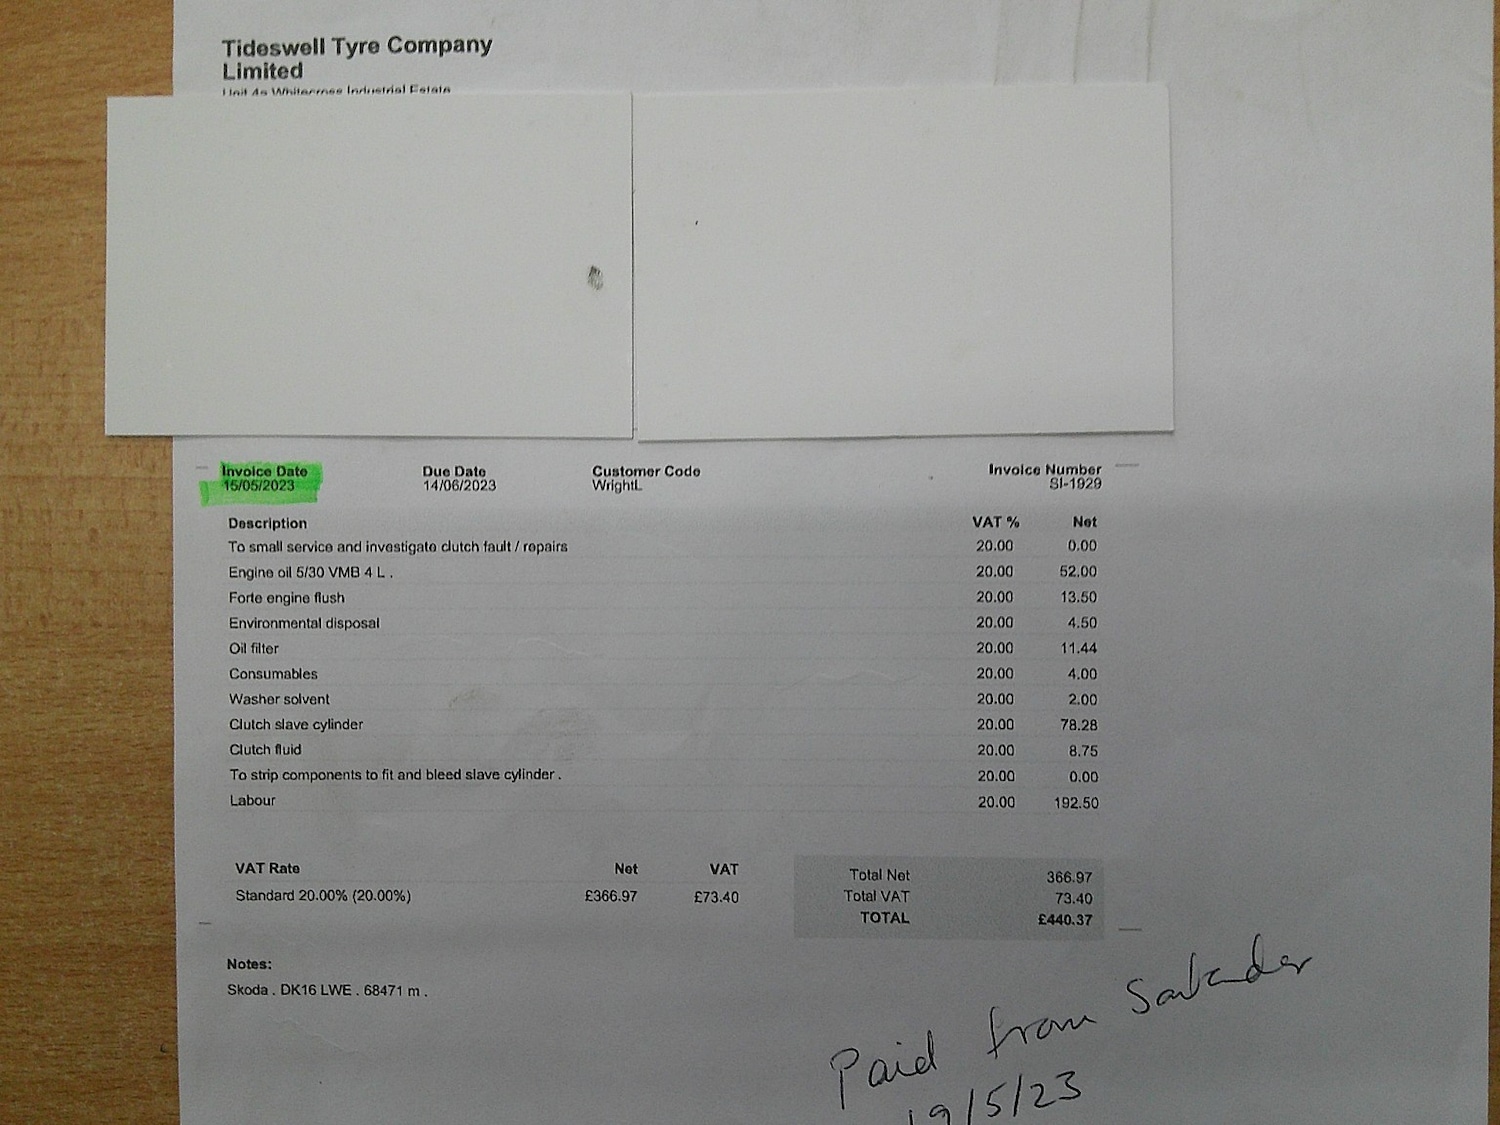 Tideswell Tyre Company
Limited
Unit 4a Whitecross Industrial Estate
Invoice Date Due Date Customer Code Invoice Number
15/05/2023 14/06/2023 WrightL SI-1929
Description VAT % Net
To small service and investigate clutch fault / repairs 20.00 0.00
Engine oil 5/30 VMB 4 L . 20.00 52.00
Forte engine flush 20.00 13.50
Environmental disposal 20.00 4.50
Oil filter 20.00 11.44
Consumables 20.00 4.00
Washer solvent 20.00 2.00
Clutch slave cylinder 20.00 78.28
Clutch fluid 20.00 8.75
To strip components to fit and bleed slave cylinder . 20.00 0.00
Labour 20.00 192.50
VAT Rate Net VAT
Standard 20.00% (20.00%) £366.97 £73.40
Total Net 366.97
Total VAT 73.40
TOTAL £440.37
Notes:
Skoda . DK16 LWE . 68471 m .
Paid from Santander
19/5/23